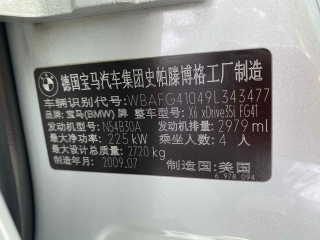 德国宝马汽车集团史帕滕博格工厂制造
车辆识别代号-WBAFG41049L343477
品牌:宝马(BMW)牌 整车型号:X6 xDrive35i FG41
发动机型号:N54B30A 发动机排量:2979 ml
最大净功率:225 kW 乘坐人数:4 人
最大设计总质量:2720 kg
制造年月:2009.07 制造国:美国
6 978 094